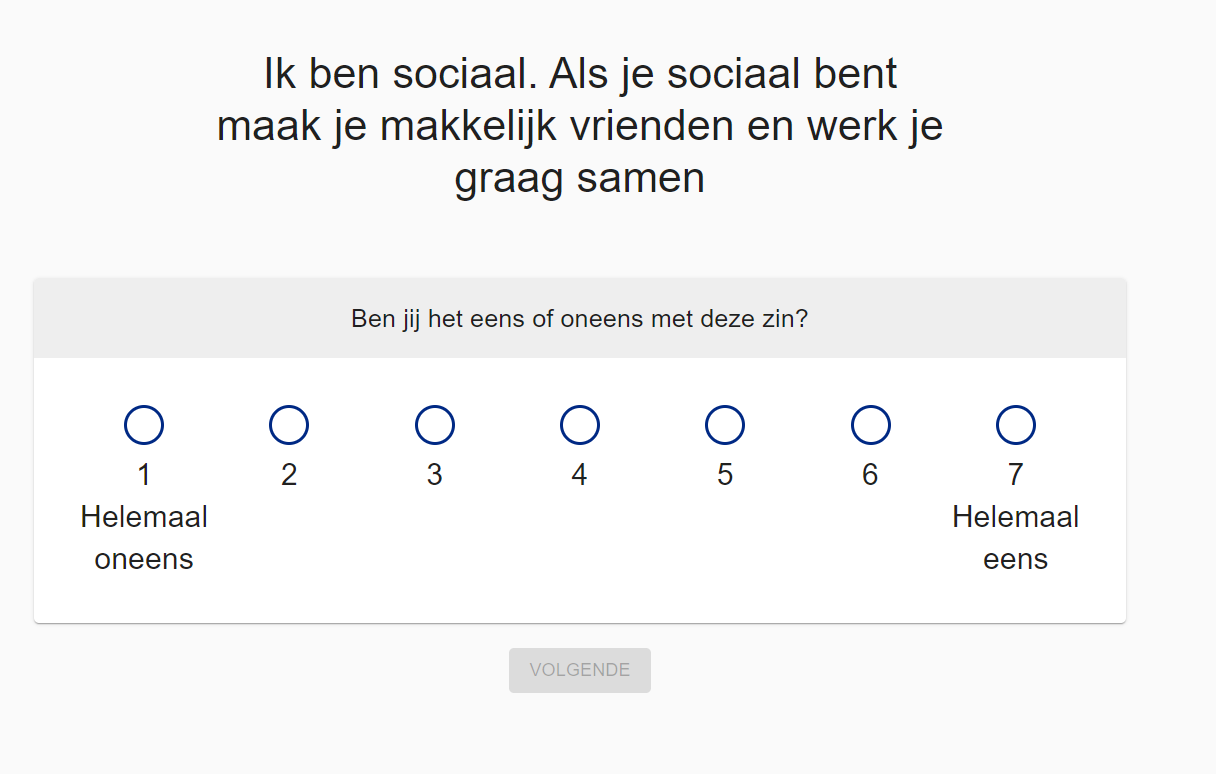 Ik ben sociaal. Als je sociaal bent
maak je makkelijk vrienden en werk je
graag samen
Ben jij het eens of oneens met deze zin?
1 2 3 4 5 6 7
Helemaal Helemaal
oneens eens
VOLGENDE